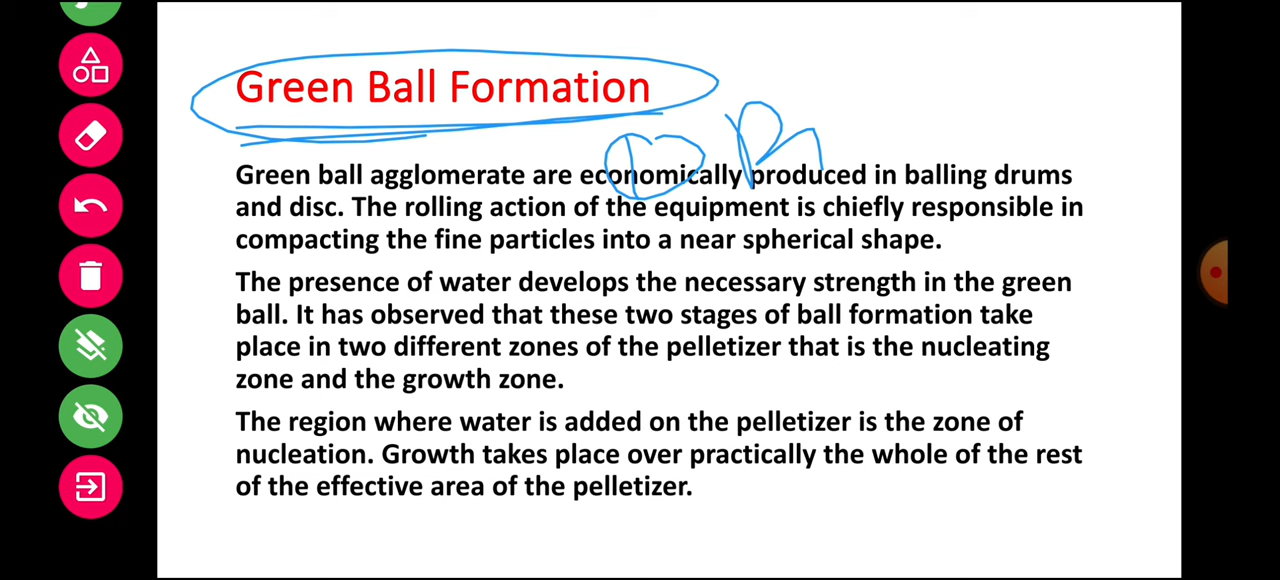 Green Ball Formation
Green ball agglomerate are economically produced in balling drums
and disc. The rolling action of the equipment is chiefly responsible in
compacting the fine particles into a near spherical shape.
The presence of water develops the necessary strength in the green
ball. It has observed that these two stages of ball formation take
place in two different zones of the pelletizer that is the nucleating
zone and the growth zone.
The region where water is added on the pelletizer is the zone of
nucleation. Growth takes place over practically the whole of the rest
of the effective area of the pelletizer.